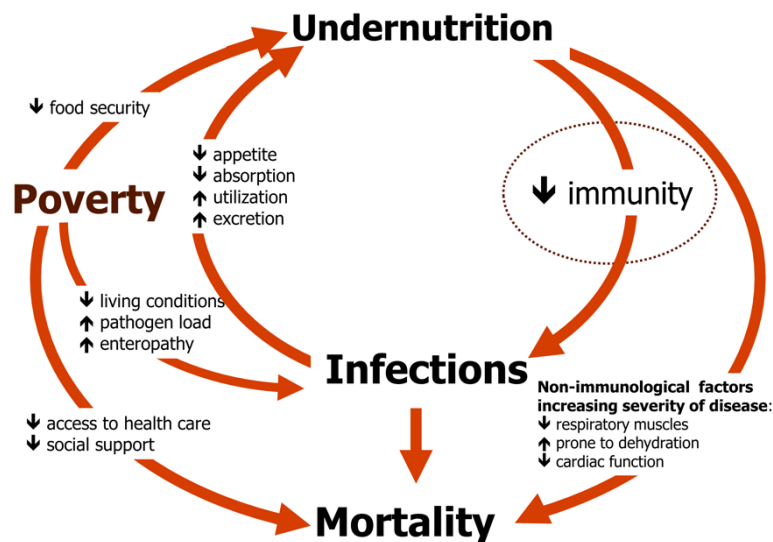 Undernutrition
↓ food security
↓ appetite
↓ absorption
↑ utilization
↑ excretion
Poverty
↓ immunity
↓ living conditions
↑ pathogen load
↑ enteropathy
Infections
Non-immunological factors
increasing severity of disease:
↓ respiratory muscles
↑ prone to dehydration
↓ cardiac function
↓ access to health care
↓ social support
Mortality